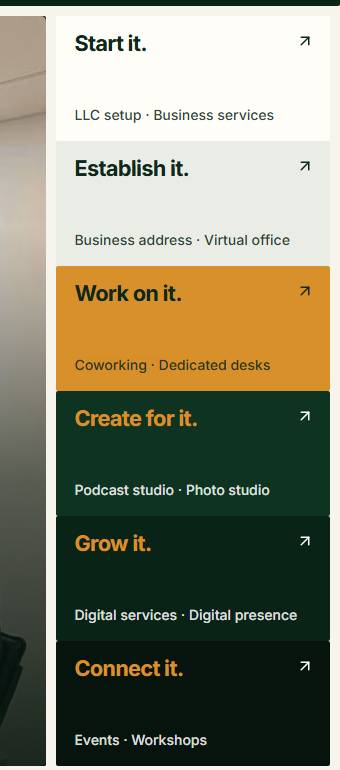 Start it.
LLC setup · Business services
Establish it.
Business address · Virtual office
Work on it.
Coworking · Dedicated desks
Create for it.
Podcast studio · Photo studio
Grow it.
Digital services · Digital presence
Connect it.
Events · Workshops